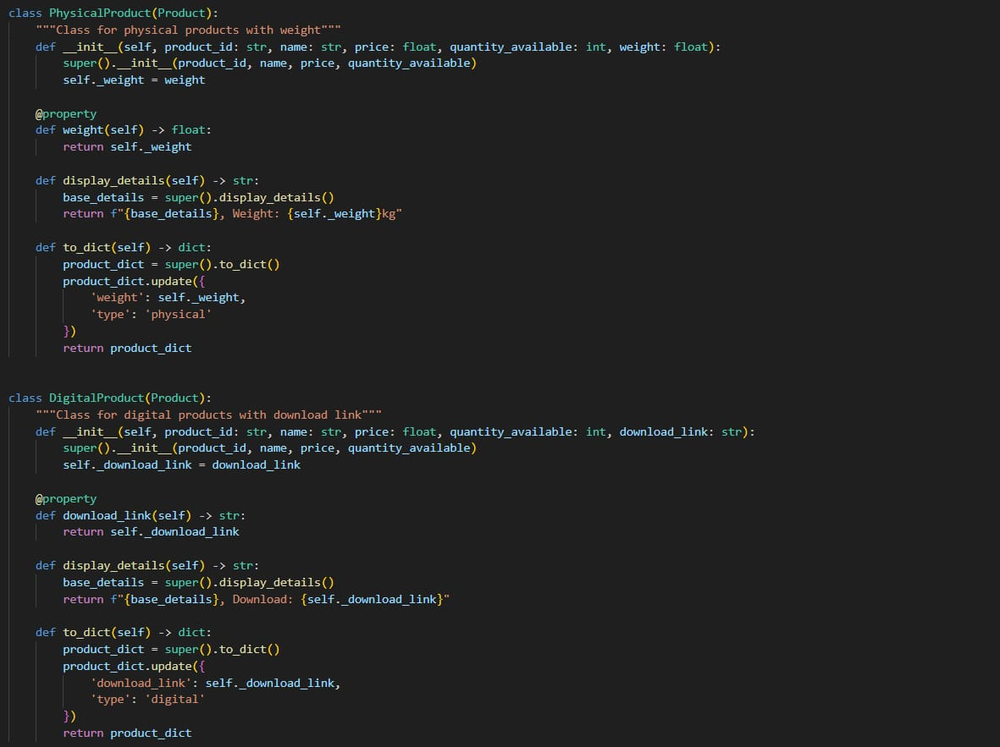 class PhysicalProduct(Product):
    """Class for physical products with weight"""
    def __init__(self, product_id: str, name: str, price: float, quantity_available: int, weight: float):
        super().__init__(product_id, name, price, quantity_available)
        self._weight = weight

    @property
    def weight(self) -> float:
        return self._weight

    def display_details(self) -> str:
        base_details = super().display_details()
        return f"{base_details}, Weight: {self._weight}kg"

    def to_dict(self) -> dict:
        product_dict = super().to_dict()
        product_dict.update({
            'weight': self._weight,
            'type': 'physical'
        })
        return product_dict


class DigitalProduct(Product):
    """Class for digital products with download link"""
    def __init__(self, product_id: str, name: str, price: float, quantity_available: int, download_link: str):
        super().__init__(product_id, name, price, quantity_available)
        self._download_link = download_link

    @property
    def download_link(self) -> str:
        return self._download_link

    def display_details(self) -> str:
        base_details = super().display_details()
        return f"{base_details}, Download: {self._download_link}"

    def to_dict(self) -> dict:
        product_dict = super().to_dict()
        product_dict.update({
            'download_link': self._download_link,
            'type': 'digital'
        })
        return product_dict